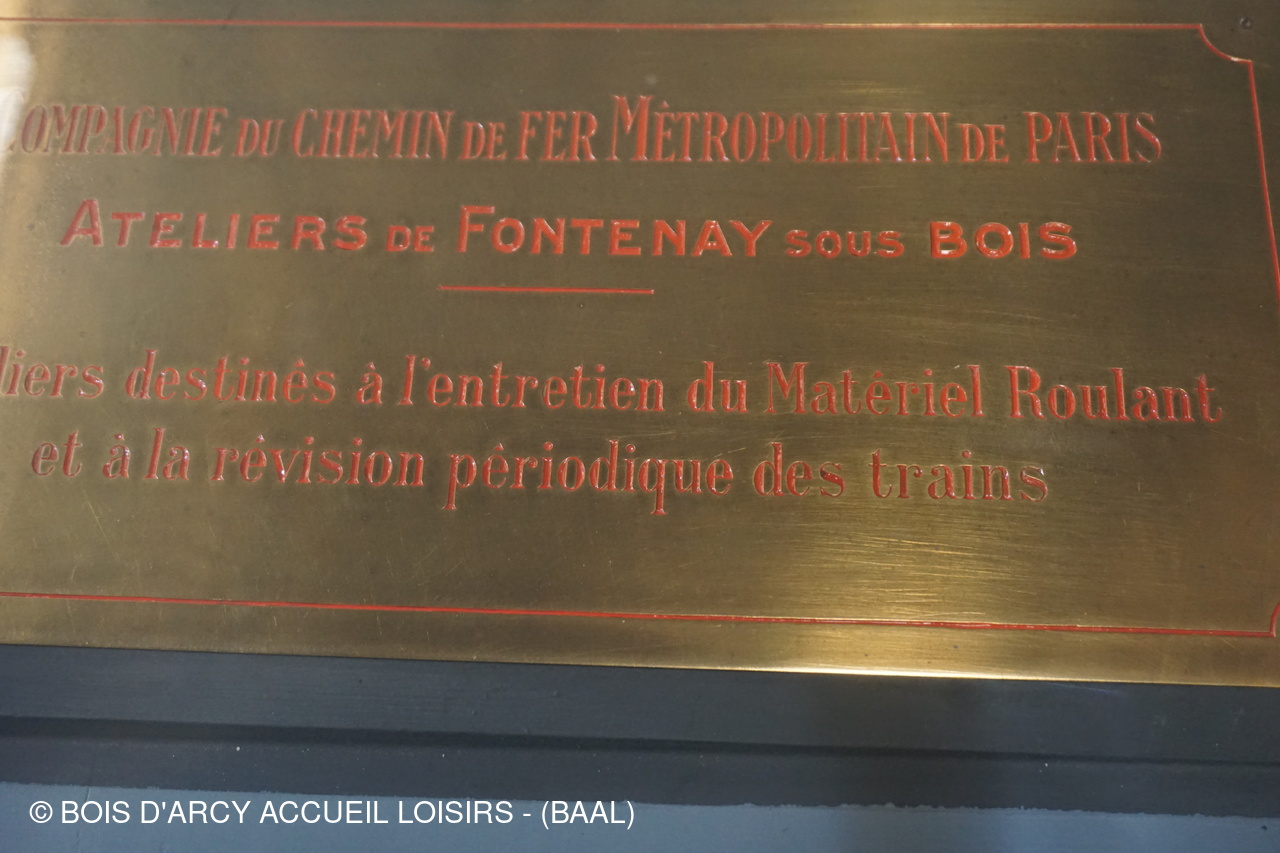 COMPAGNIE DU CHEMIN DE FER MÉTROPOLITAIN DE PARIS
ATELIERS DE FONTENAY SOUS BOIS
liers destinés à l'entretien du Matériel Roulant
et à la révision périodique des trains
© BOIS D'ARCY ACCUEIL LOISIRS - (BAAL)